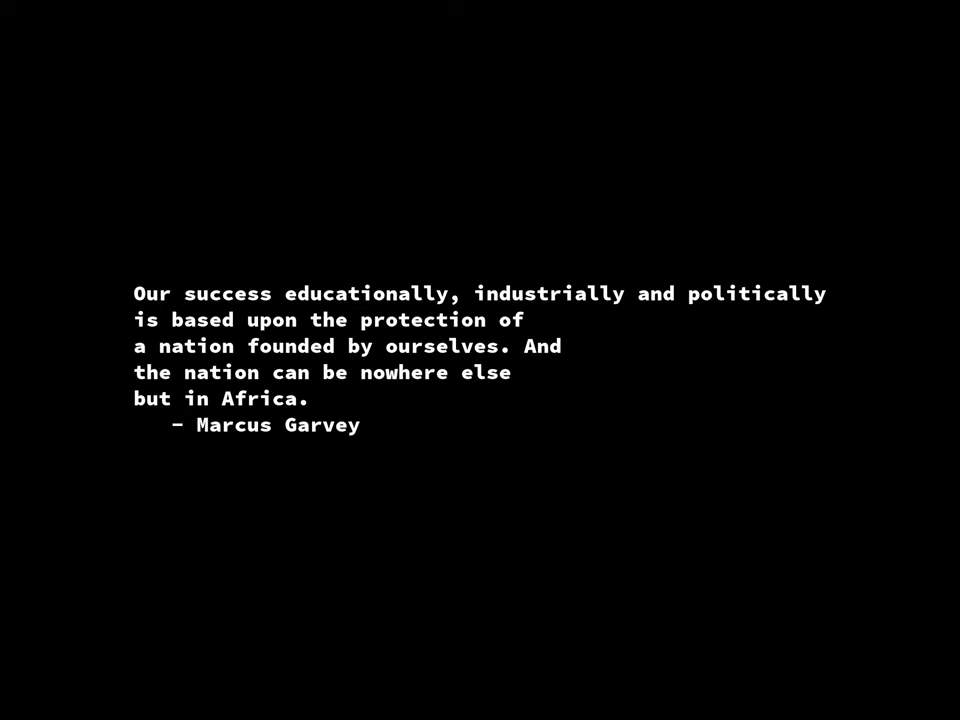 Our success educationally, industrially and politically
is based upon the protection of
a nation founded by ourselves. And
the nation can be nowhere else
but in Africa.
– Marcus Garvey